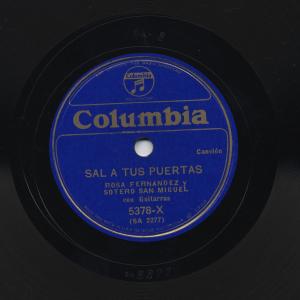 Columbia
Canción
SAL A TUS PUERTAS
ROSA FERNANDEZ y
SOTERO SAN MIGUEL
con Guitarras
5378-X
(SA 2277)